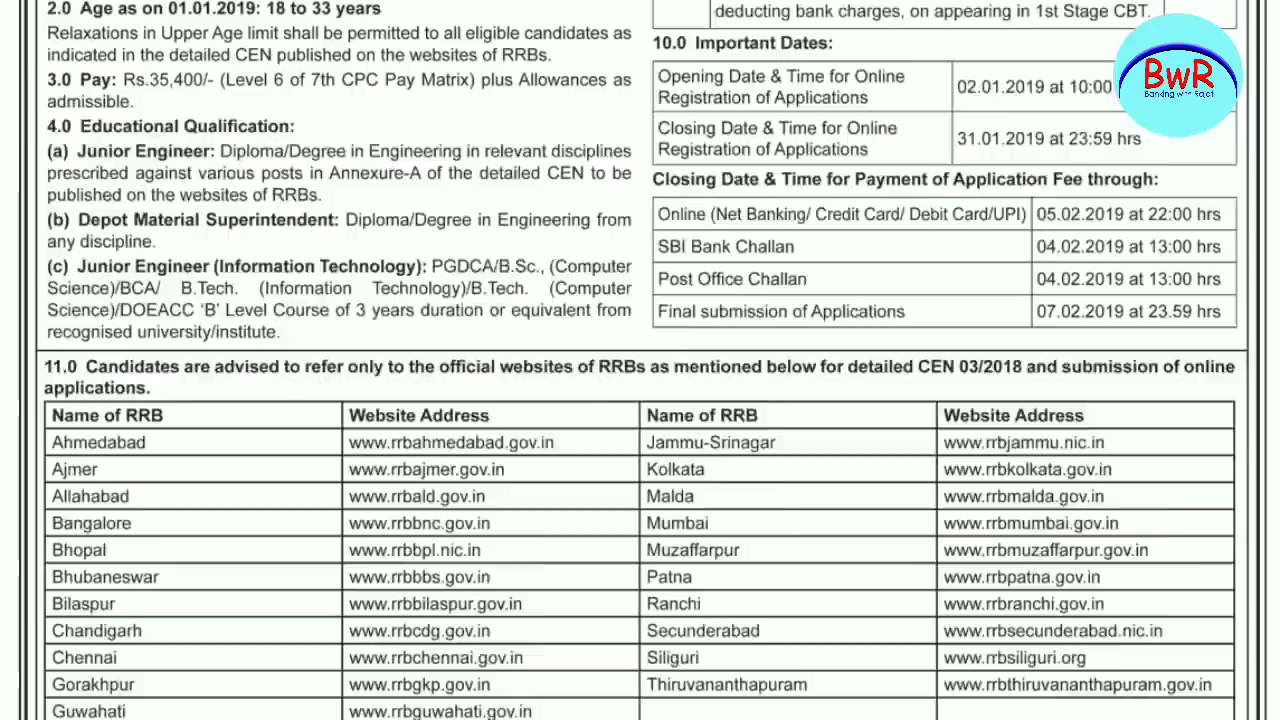 2.0 Age as on 01.01.2019: 18 to 33 years
Relaxations in Upper Age limit shall be permitted to all eligible candidates as
indicated in the detailed CEN published on the websites of RRBs.
3.0 Pay: Rs.35,400/- (Level 6 of 7th CPC Pay Matrix) plus Allowances as
admissible.
4.0 Educational Qualification:
(a) Junior Engineer: Diploma/Degree in Engineering in relevant disciplines
prescribed against various posts in Annexure-A of the detailed CEN to be
published on the websites of RRBs.
(b) Depot Material Superintendent: Diploma/Degree in Engineering from
any discipline.
(c) Junior Engineer (Information Technology): PGDCA/B.Sc., (Computer
Science)/BCA/ B.Tech. (Information Technology)/B.Tech. (Computer
Science)/DOEACC ‘B’ Level Course of 3 years duration or equivalent from
recognised university/institute.
deducting bank charges, on appearing in 1st Stage CBT.
10.0 Important Dates:
Opening Date & Time for Online
Registration of Applications
02.01.2019 at 10:00
Closing Date & Time for Online
Registration of Applications
31.01.2019 at 23:59 hrs
Closing Date & Time for Payment of Application Fee through:
Online (Net Banking/ Credit Card/ Debit Card/UPI) 05.02.2019 at 22:00 hrs
SBI Bank Challan 04.02.2019 at 13:00 hrs
Post Office Challan 04.02.2019 at 13:00 hrs
Final submission of Applications 07.02.2019 at 23.59 hrs
BwR
Banking with Rajat
11.0 Candidates are advised to refer only to the official websites of RRBs as mentioned below for detailed CEN 03/2018 and submission of online
applications.
Name of RRB Website Address Name of RRB Website Address
Ahmedabad www.rrbahmedabad.gov.in Jammu-Srinagar www.rrbjammu.nic.in
Ajmer www.rrbajmer.gov.in Kolkata www.rrbkolkata.gov.in
Allahabad www.rrbald.gov.in Malda www.rrbmalda.gov.in
Bangalore www.rrbbnc.gov.in Mumbai www.rrbmumbai.gov.in
Bhopal www.rrbbpl.nic.in Muzaffarpur www.rrbmuzaffarpur.gov.in
Bhubaneswar www.rrbbbs.gov.in Patna www.rrbpatna.gov.in
Bilaspur www.rrbbilaspur.gov.in Ranchi www.rrbranchi.gov.in
Chandigarh www.rrbcdg.gov.in Secunderabad www.rrbsecunderabad.nic.in
Chennai www.rrbchennai.gov.in Siliguri www.rrbsiliguri.org
Gorakhpur www.rrbgkp.gov.in Thiruvananthapuram www.rrbthiruvananthapuram.gov.in
Guwahati www.rrbguwahati.gov.in